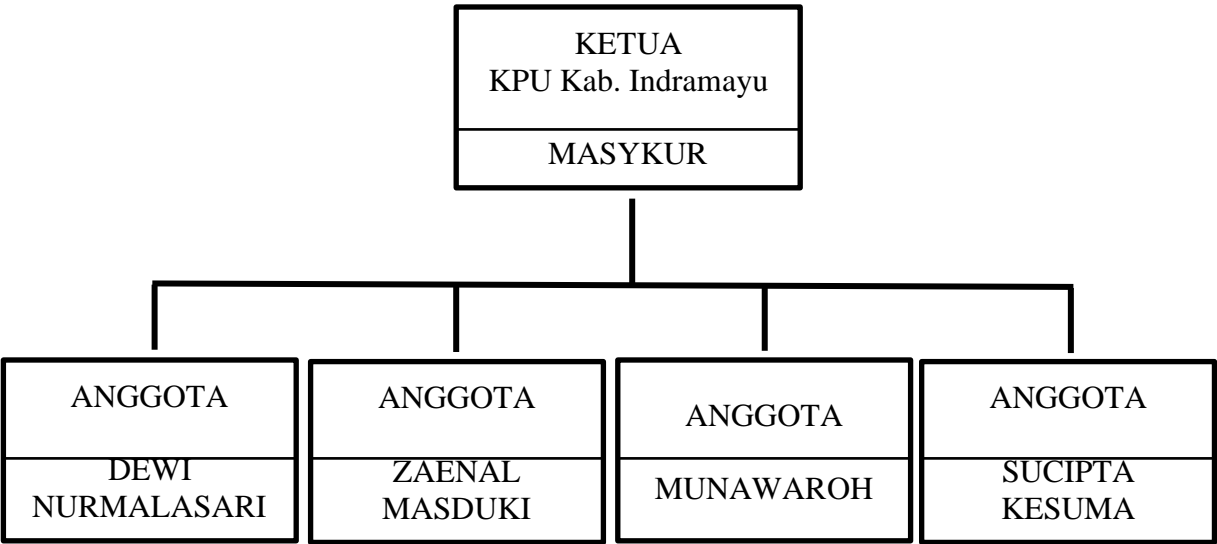 KETUA
KPU Kab. Indramayu
MASYKUR
ANGGOTA
DEWI
NURMALASARI
ANGGOTA
ZAENAL
MASDUKI
ANGGOTA
MUNAWAROH
ANGGOTA
SUCIPTA
KESUMA